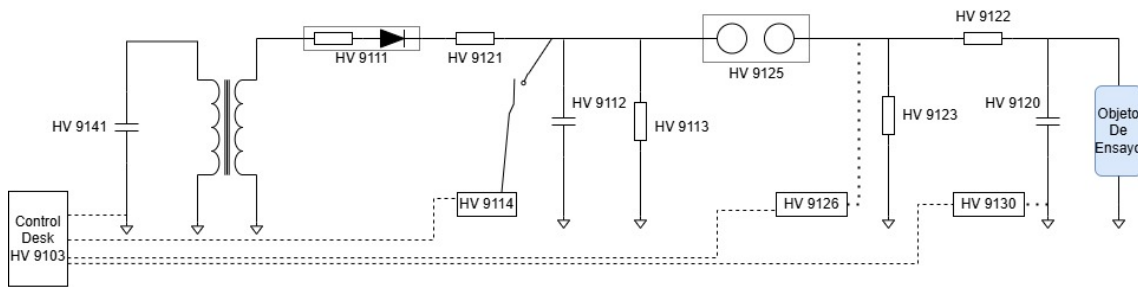 HV 9122
HV 9111
HV 9121
HV 9125
HV 9141
HV 9112
HV 9113
HV 9123
HV 9120
Objeto
De
Ensayo
Control
Desk
HV 9103
HV 9114
HV 9126
HV 9130